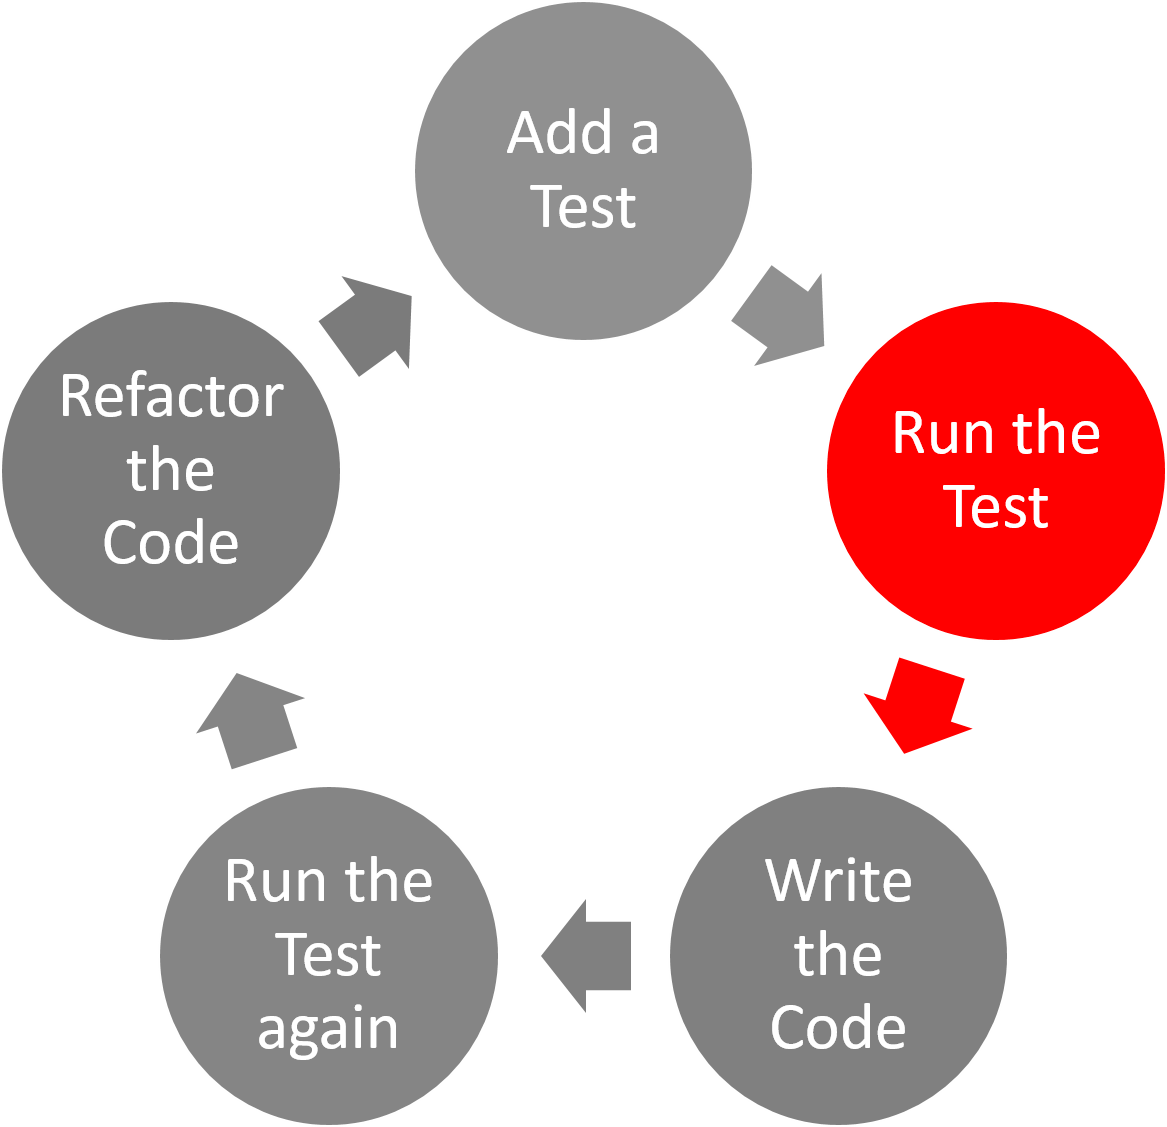 Add a
Test
Run the
Test
Write
the
Code
Run the
Test
again
Refactor
the
Code